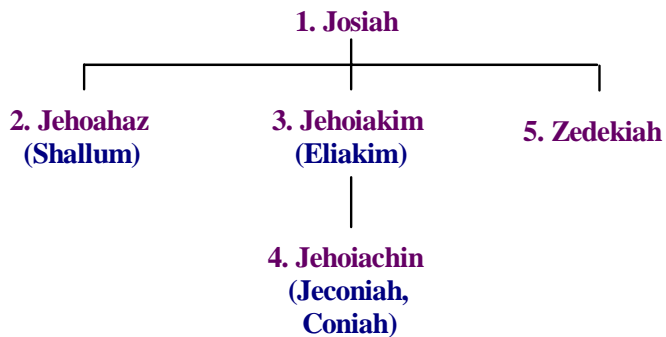 1. Josiah
2. Jehoahaz
(Shallum)
3. Jehoiakim
(Eliakim)
5. Zedekiah
4. Jehoiachin
(Jeconiah,
Coniah)